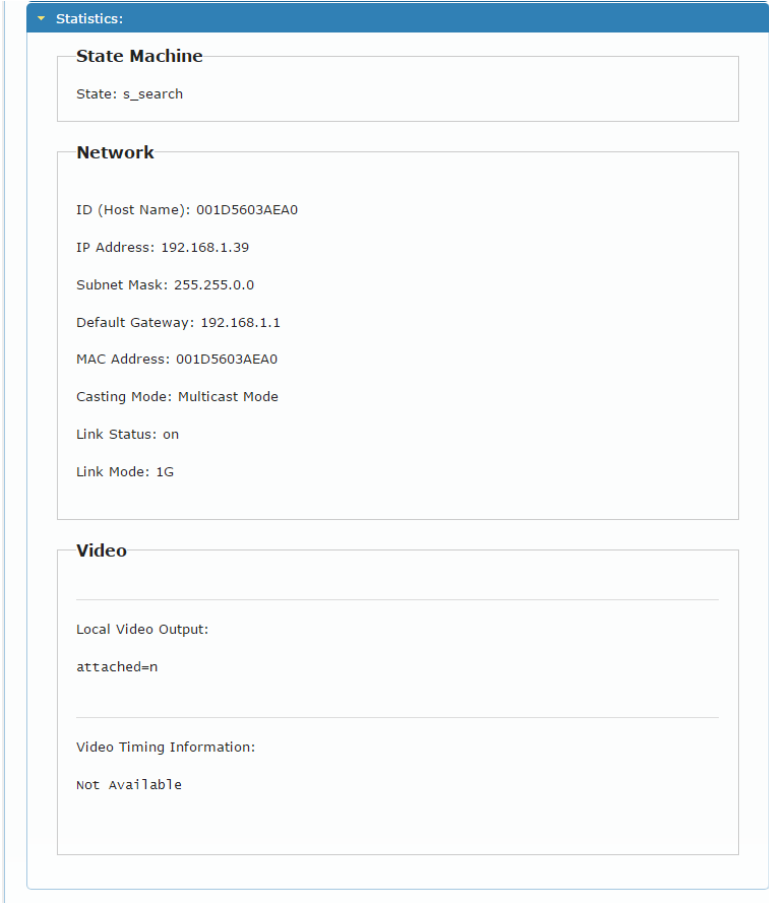 Statistics:
State Machine
State: s_search
Network
ID (Host Name): 001D5603AEA0
IP Address: 192.168.1.39
Subnet Mask: 255.255.0.0
Default Gateway: 192.168.1.1
MAC Address: 001D5603AEA0
Casting Mode: Multicast Mode
Link Status: on
Link Mode: 1G
Video
Local Video Output:
attached=n
Video Timing Information:
Not Available